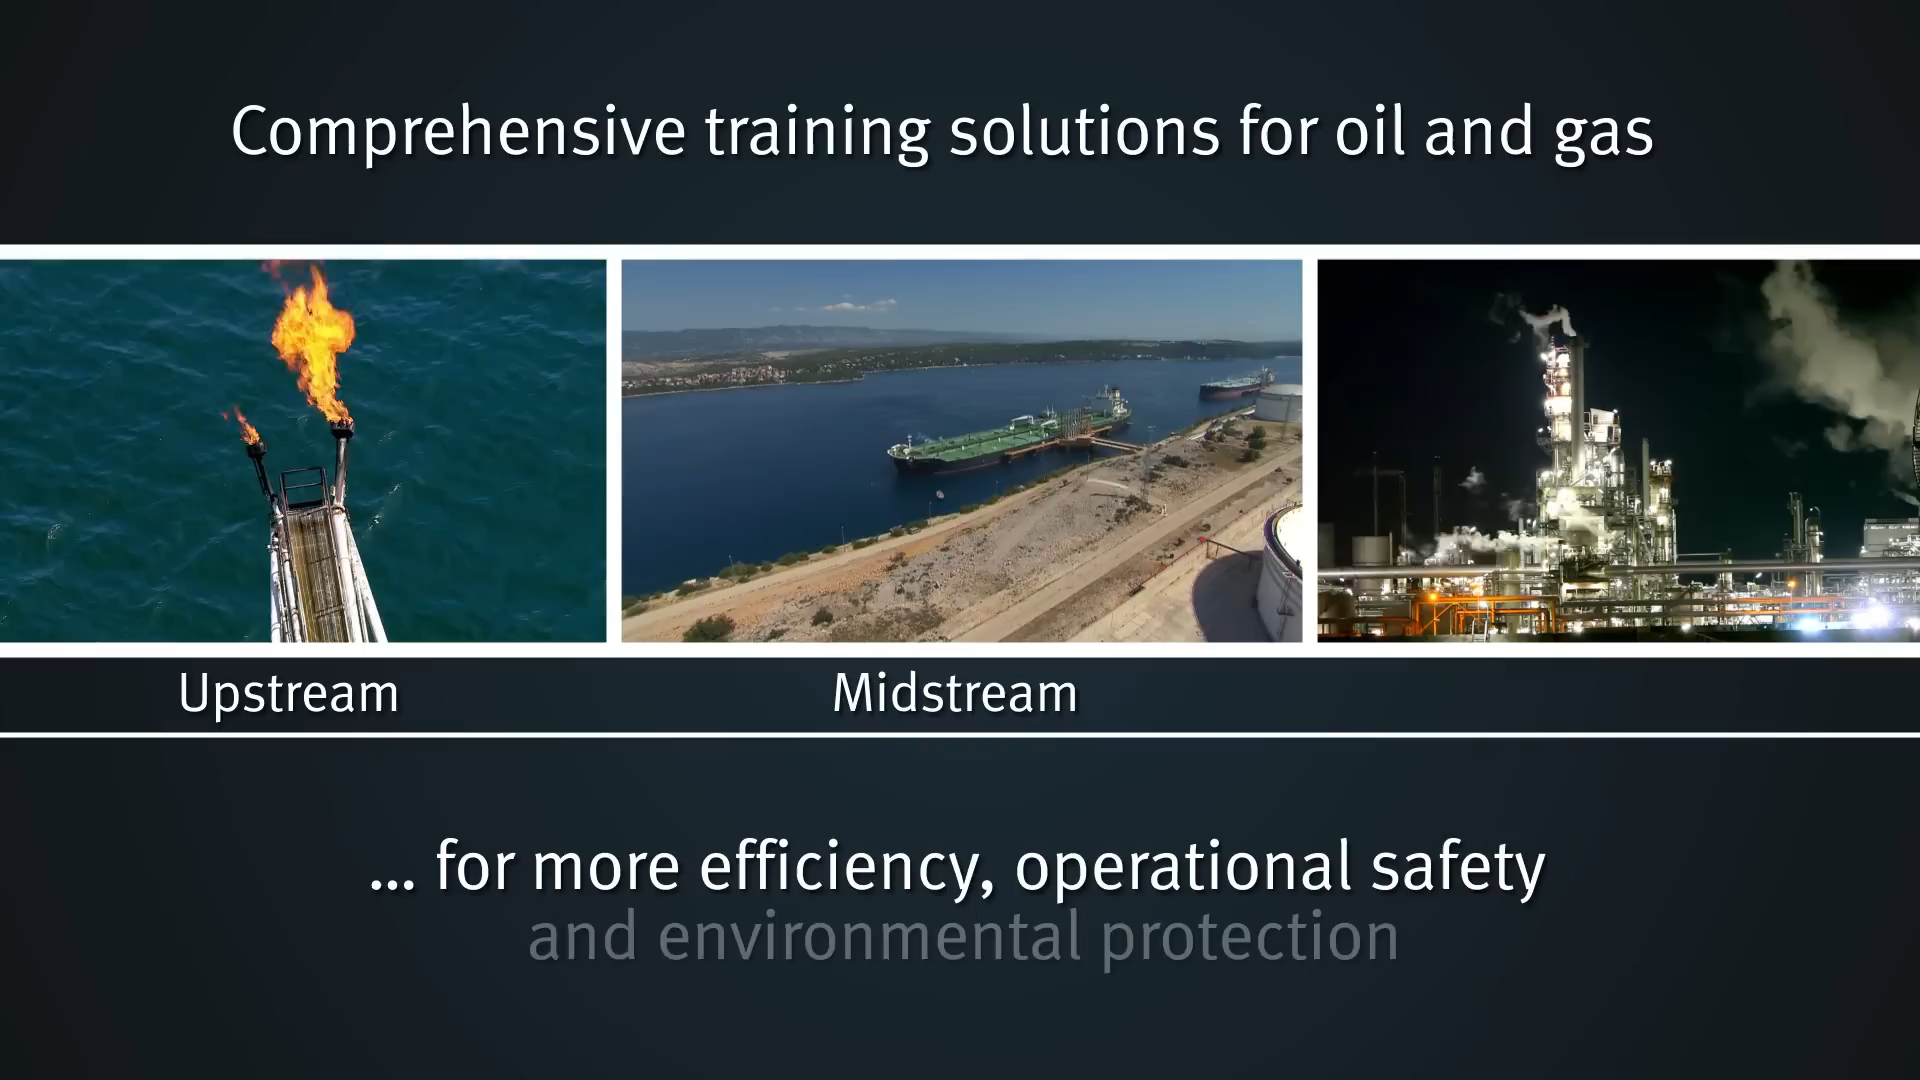 Comprehensive training solutions for oil and gas
Upstream
Midstream
... for more efficiency, operational safety
and environmental protection